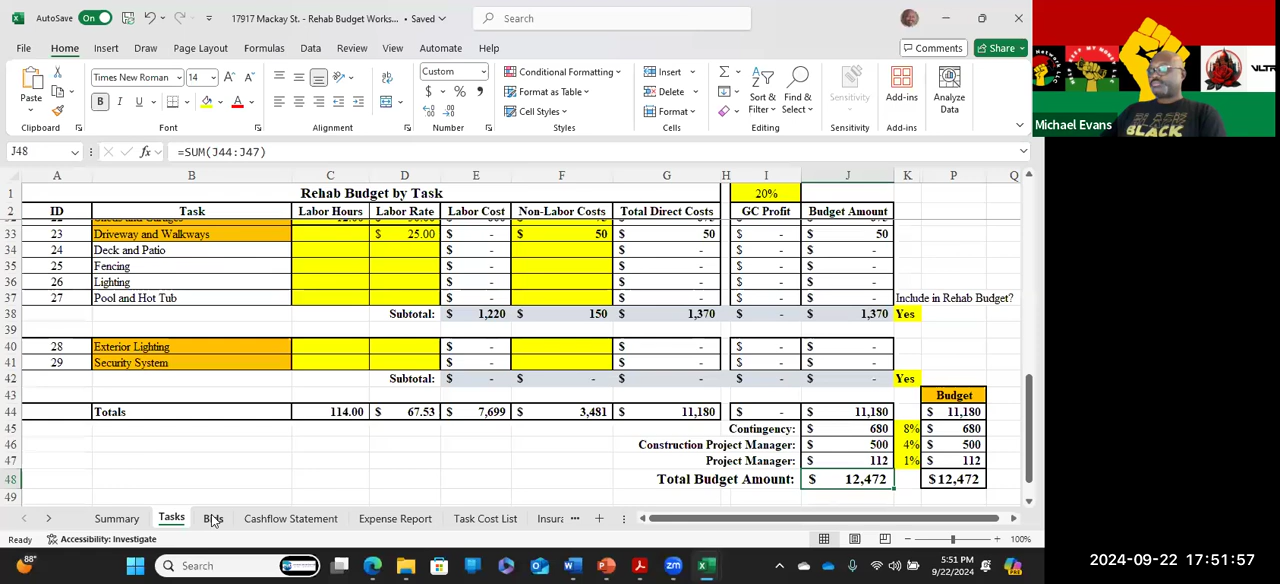 AutoSave On 17917 Mackay St. - Rehab Budget Works... • Saved Search
File Home Insert Draw Page Layout Formulas Data Review View Automate Help Comments Share
Paste Times New Roman 14 Custom Conditional Formatting Format as Table Cell Styles Insert Delete Format Sort & Filter Find & Select Sensitivity Add-ins Analyze Data
Clipboard Font Alignment Number Styles Cells Editing Sensitivity Add-ins
J48 fx =SUM(J44:J47)
A B C D E F G H I J K P Q
1 Rehab Budget by Task 20%
2 ID Task Labor Hours Labor Rate Labor Cost Non-Labor Costs Total Direct Costs GC Profit Budget Amount
33 23 Driveway and Walkways $ 25.00 $ - $ 50 $ 50 $ - $ 50
34 24 Deck and Patio $ - $ - $ - $ -
35 25 Fencing $ - $ - $ - $ -
36 26 Lighting $ - $ - $ - $ -
37 27 Pool and Hot Tub $ - $ - $ - $ - Include in Rehab Budget?
38 Subtotal: $ 1,220 $ 150 $ 1,370 $ - $ 1,370 Yes
39
40 28 Exterior Lighting $ - $ - $ - $ -
41 29 Security System $ - $ - $ - $ -
42 Subtotal: $ - $ - $ - $ - $ - Yes
43 Budget
44 Totals 114.00 $ 67.53 $ 7,699 $ 3,481 $ 11,180 $ - $ 11,180 $ 11,180
45 Contingency: $ 680 8% $ 680
46 Construction Project Manager: $ 500 4% $ 500
47 Project Manager: $ 112 1% $ 112
48 Total Budget Amount: $ 12,472 $ 12,472
49
Summary Tasks Bids Cashflow Statement Expense Report Task Cost List Insura ...
Ready Accessibility: Investigate 100%
88° Search 5:51 PM
9/22/2024
Michael Evans
BLACK
VLTR
2024-09-22 17:51:57